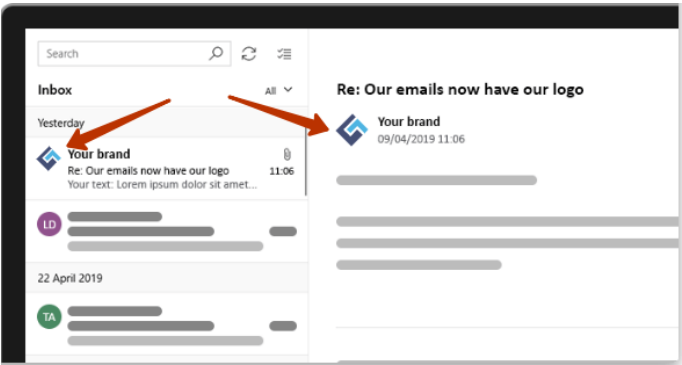 Search
Inbox
All
Yesterday
Your brand
Re: Our emails now have our logo
11:06
Your text: Lorem ipsum dolor sit amet...
LD
22 April 2019
TA
Re: Our emails now have our logo
Your brand
09/04/2019 11:06